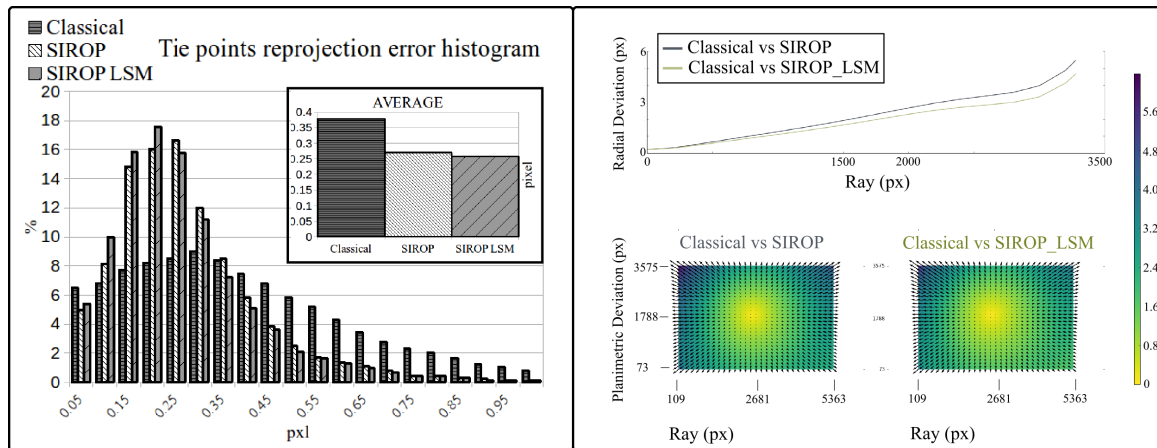 Classical
SIROP
SIROP LSM
Tie points reprojection error histogram
20
18
16
14
12
10
8
6
4
2
0
%
0.05
0.15
0.25
0.35
0.45
0.55
0.65
0.75
0.85
0.95
pxl
AVERAGE
0.4
0.35
0.3
0.25
0.2
0.15
0.1
0.05
0
Classical SIROP SIROP LSM
pixel
Classical vs SIROP
Classical vs SIROP_LSM
Radial Deviation (px)
6
3
0
0 1500 2000 3500
Ray (px)
Classical vs SIROP
Planimetric Deviation (px)
3575
1788
73
109 2681 5363
Ray (px)
Classical vs SIROP_LSM
3575
1788
73
109 2681 5363
Ray (px)
5.6
4.8
4.0
3.2
2.4
1.6
0.8
0.0